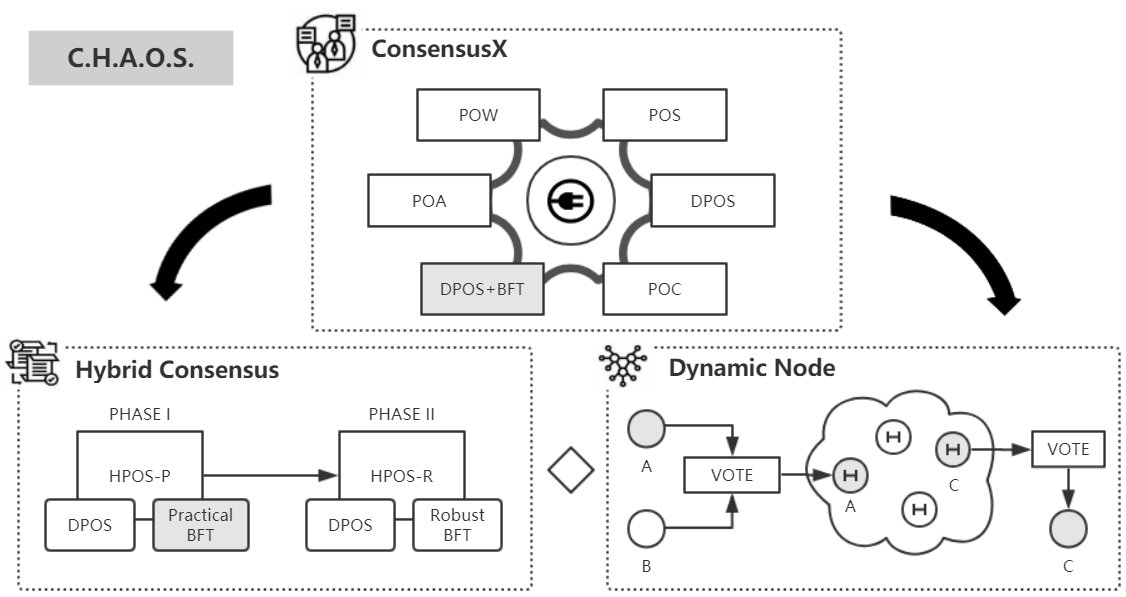 C.H.A.O.S.
ConsensusX
POW
POS
POA
DPOS
DPOS+BFT
POC
Hybrid Consensus
PHASE I
PHASE II
HPOS-P
HPOS-R
DPOS
Practical
BFT
DPOS
Robust
BFT
Dynamic Node
A
B
VOTE
H
H
H
H
A
C
VOTE
C